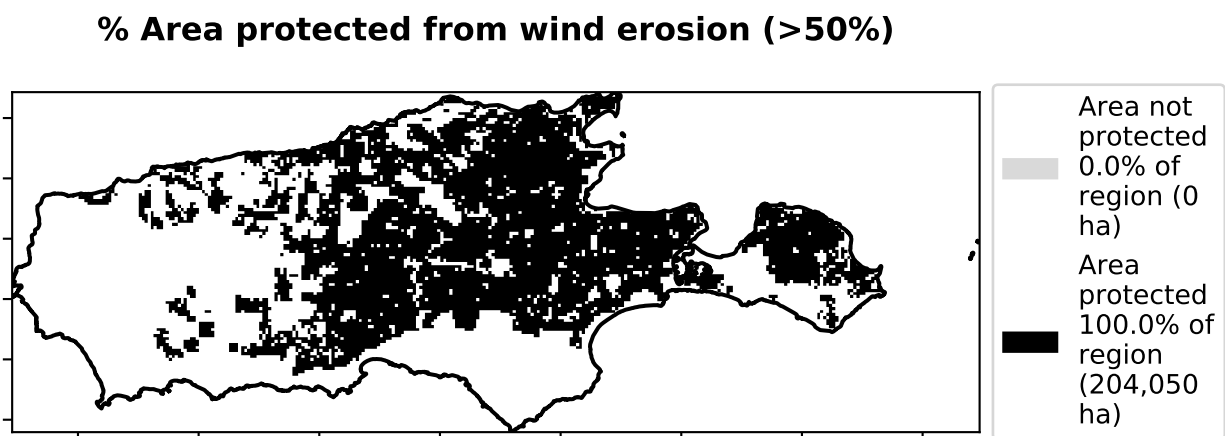 % Area protected from wind erosion (>50%)
Area not
protected
0.0% of
region (0
ha)
Area
protected
100.0% of
region
(204,050
ha)